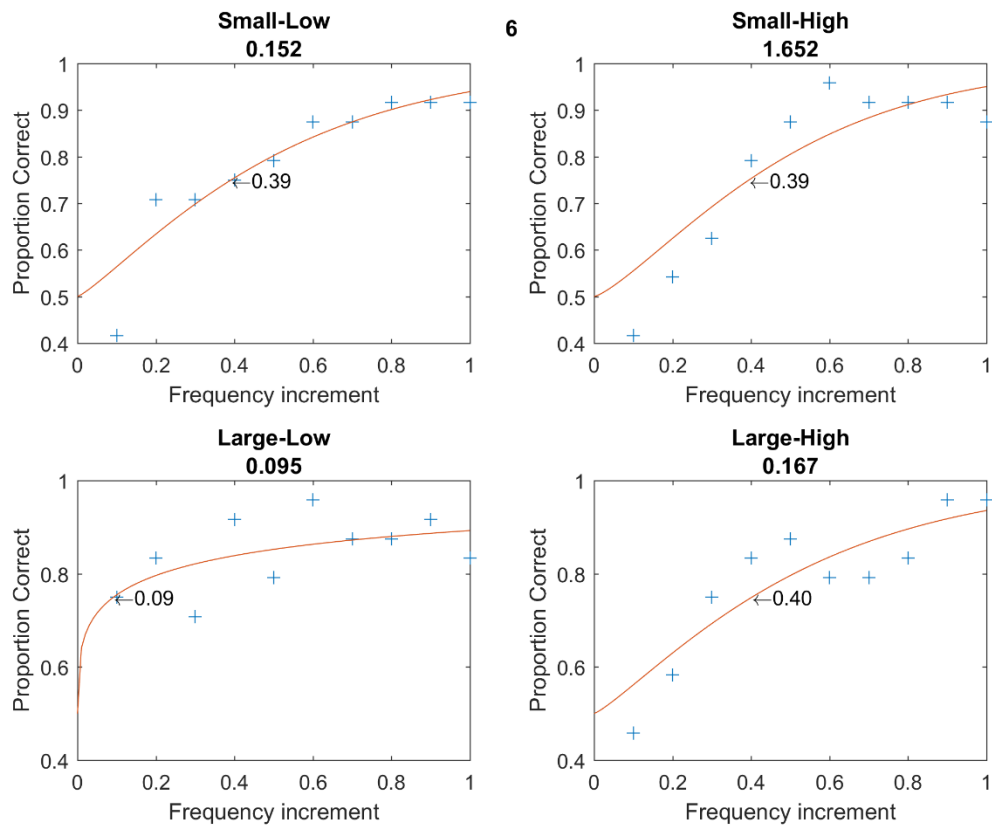 6
Small-Low
0.152
1
0.9
0.8
0.7
0.6
0.5
0.4
Proportion Correct
←0.39
0 0.2 0.4 0.6 0.8 1
Frequency increment
Small-High
1.652
1
0.9
0.8
0.7
0.6
0.5
0.4
Proportion Correct
←0.39
0 0.2 0.4 0.6 0.8 1
Frequency increment
Large-Low
0.095
1
0.8
0.6
0.4
Proportion Correct
←0.09
0 0.2 0.4 0.6 0.8 1
Frequency increment
Large-High
0.167
1
0.8
0.6
0.4
Proportion Correct
←0.40
0 0.2 0.4 0.6 0.8 1
Frequency increment